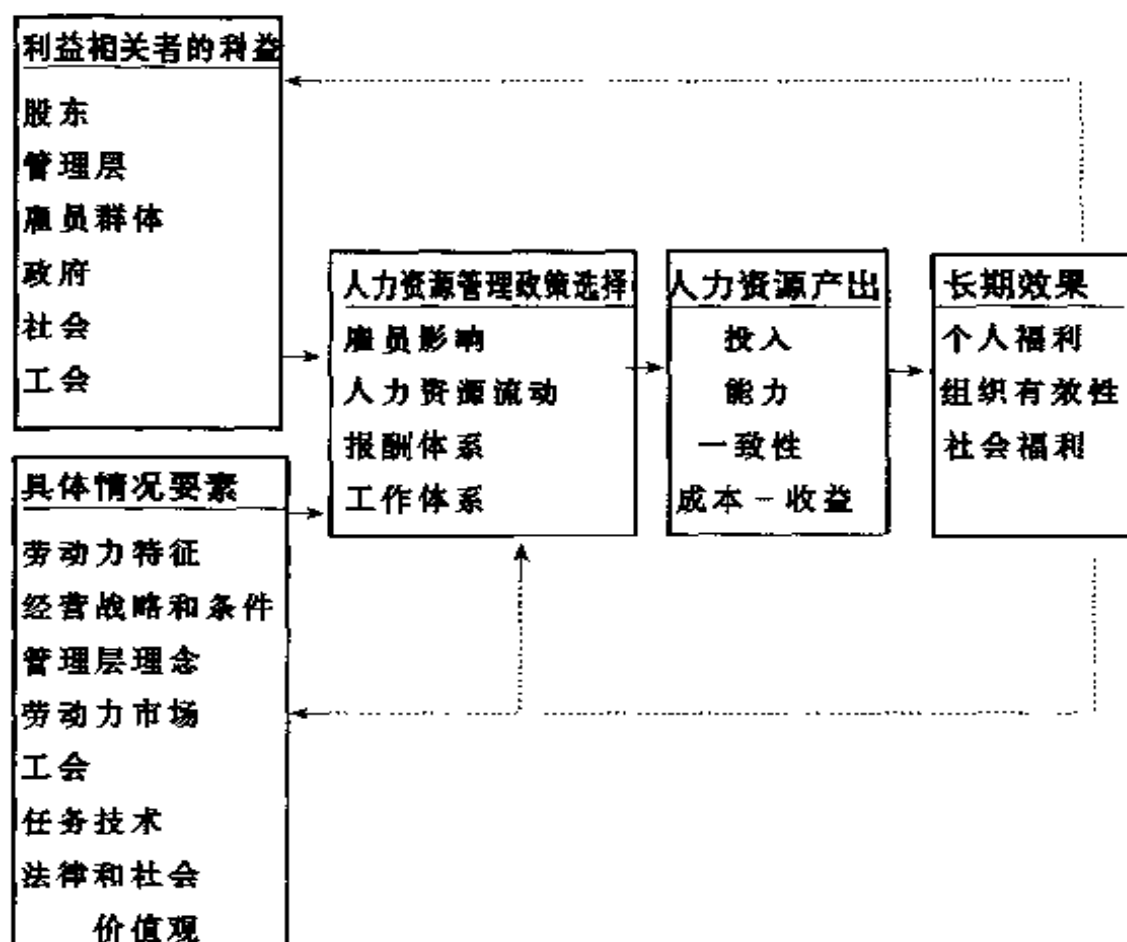 利益相关者的利益
股东
管理层
雇员群体
政府
社会
工会
具体情况要素
劳动力特征
经营战略和条件
管理层理念
劳动力市场
工会
任务技术
法律和社会
价值观
人力资源管理政策选择
雇员影响
人力资源流动
报酬体系
工作体系
人力资源产出
投入
能力
一致性
成本－收益
长期效果
个人福利
组织有效性
社会福利